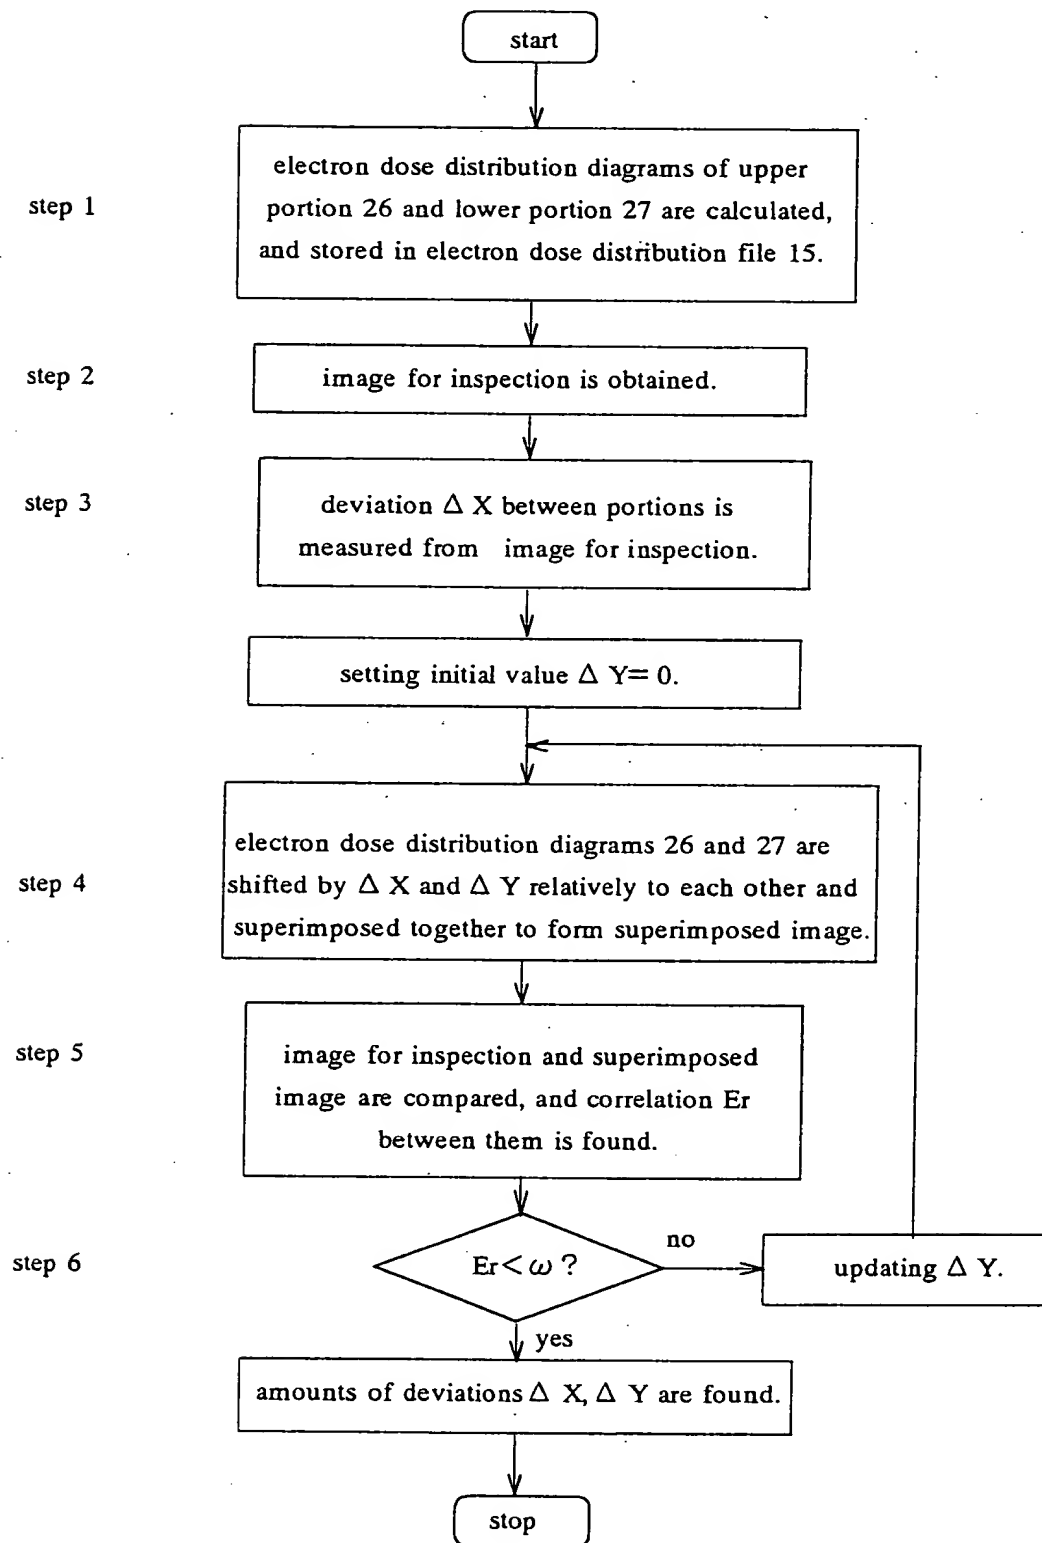 start
step 1
electron dose distribution diagrams of upper
portion 26 and lower portion 27 are calculated,
and stored in electron dose distribution file 15.
step 2
image for inspection is obtained.
step 3
deviation Δ X between portions is
measured from image for inspection.
setting initial value Δ Y= 0.
step 4
electron dose distribution diagrams 26 and 27 are
shifted by Δ X and Δ Y relatively to each other and
superimposed together to form superimposed image.
step 5
image for inspection and superimposed
image are compared, and correlation Er
between them is found.
step 6
Er < ω ?
no
updating Δ Y.
yes
amounts of deviations Δ X, Δ Y are found.
stop